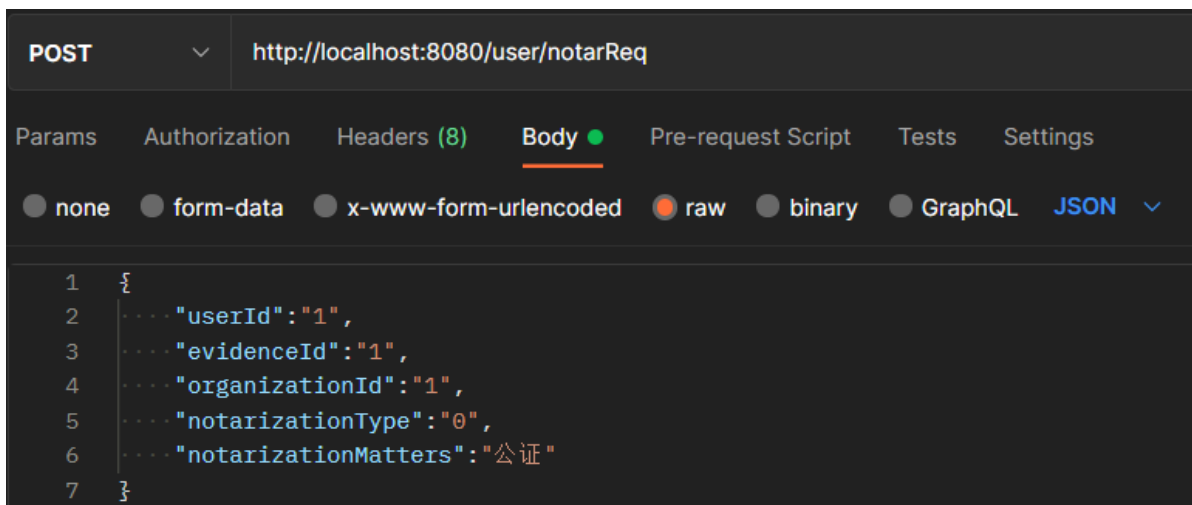 POST http://localhost:8080/user/notarReq
Params Authorization Headers (8) Body Pre-request Script Tests Settings
none form-data x-www-form-urlencoded raw binary GraphQL JSON
1 {
2 "userId":"1",
3 "evidenceId":"1",
4 "organizationId":"1",
5 "notarizationType":"0",
6 "notarizationMatters":"公证"
7 }